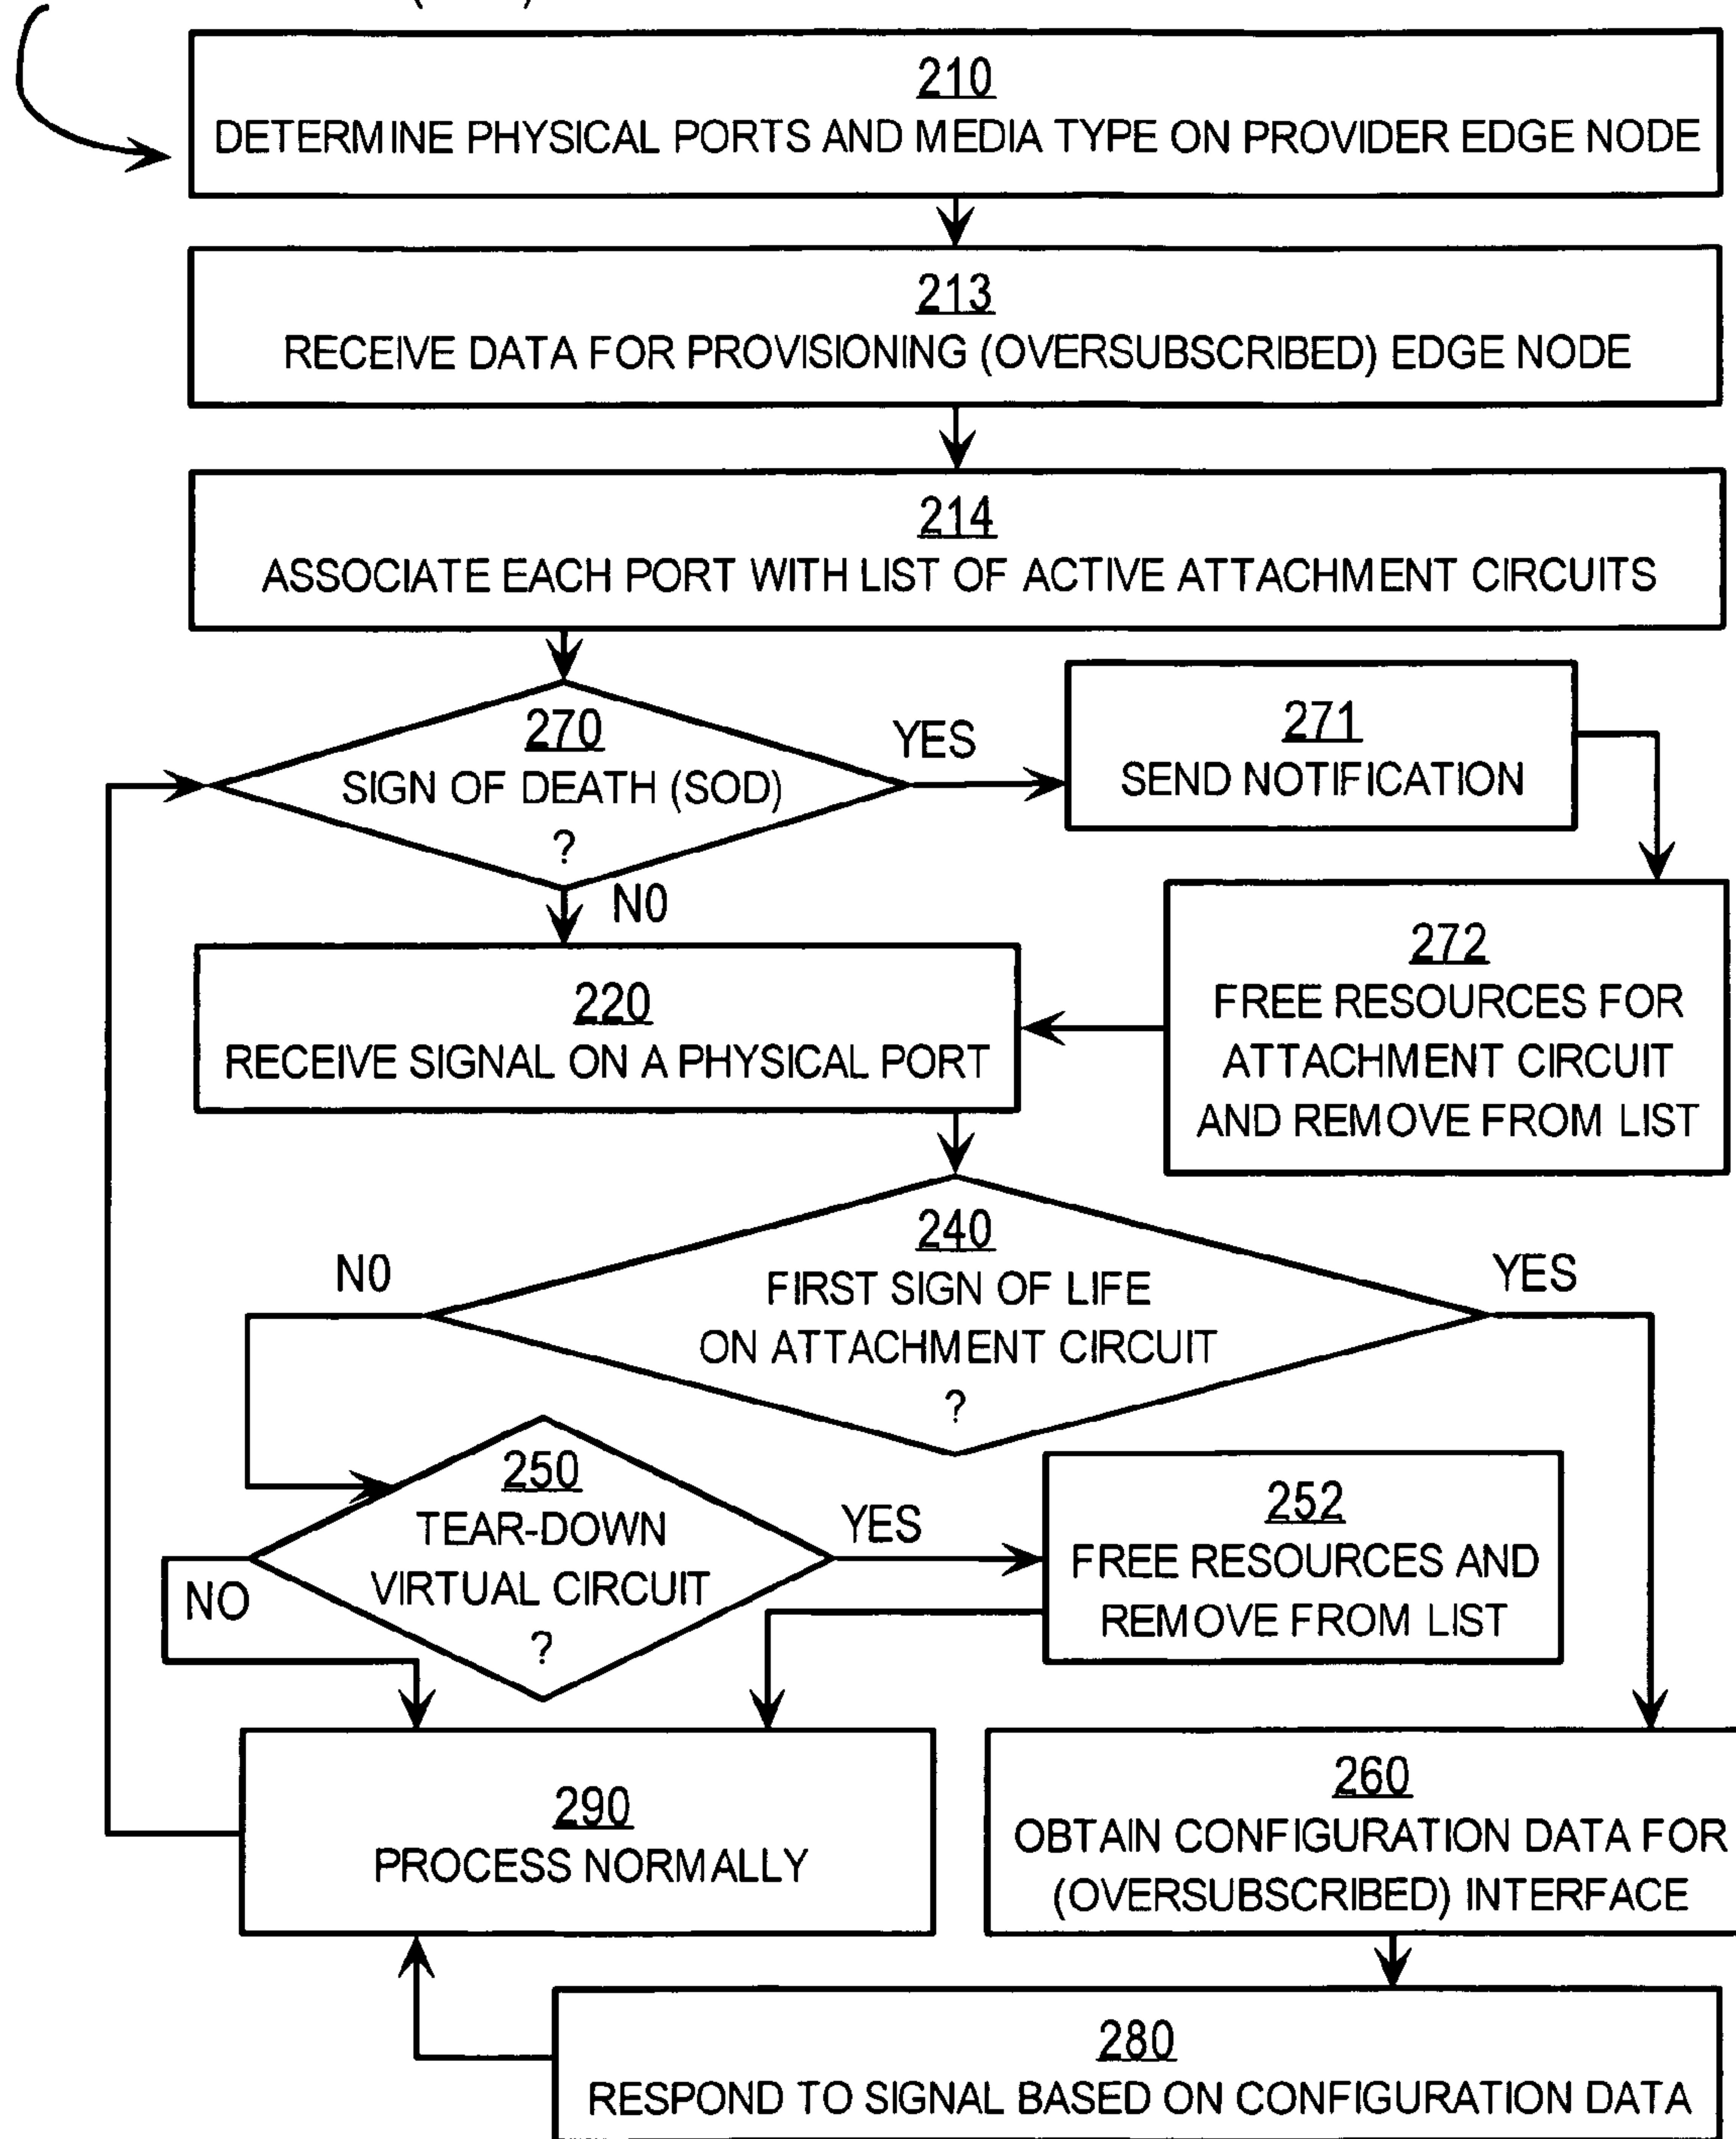 210
DETERMINE PHYSICAL PORTS AND MEDIA TYPE ON PROVIDER EDGE NODE
213
RECEIVE DATA FOR PROVISIONING (OVERSUBSCRIBED) EDGE NODE
214
ASSOCIATE EACH PORT WITH LIST OF ACTIVE ATTACHMENT CIRCUITS
270
SIGN OF DEATH (SOD)
?
YES
271
SEND NOTIFICATION
NO
272
FREE RESOURCES FOR
ATTACHMENT CIRCUIT
AND REMOVE FROM LIST
220
RECEIVE SIGNAL ON A PHYSICAL PORT
240
FIRST SIGN OF LIFE
ON ATTACHMENT CIRCUIT
?
NO
YES
250
TEAR-DOWN
VIRTUAL CIRCUIT
?
YES
NO
252
FREE RESOURCES AND
REMOVE FROM LIST
290
PROCESS NORMALLY
260
OBTAIN CONFIGURATION DATA FOR
(OVERSUBSCRIBED) INTERFACE
280
RESPOND TO SIGNAL BASED ON CONFIGURATION DATA